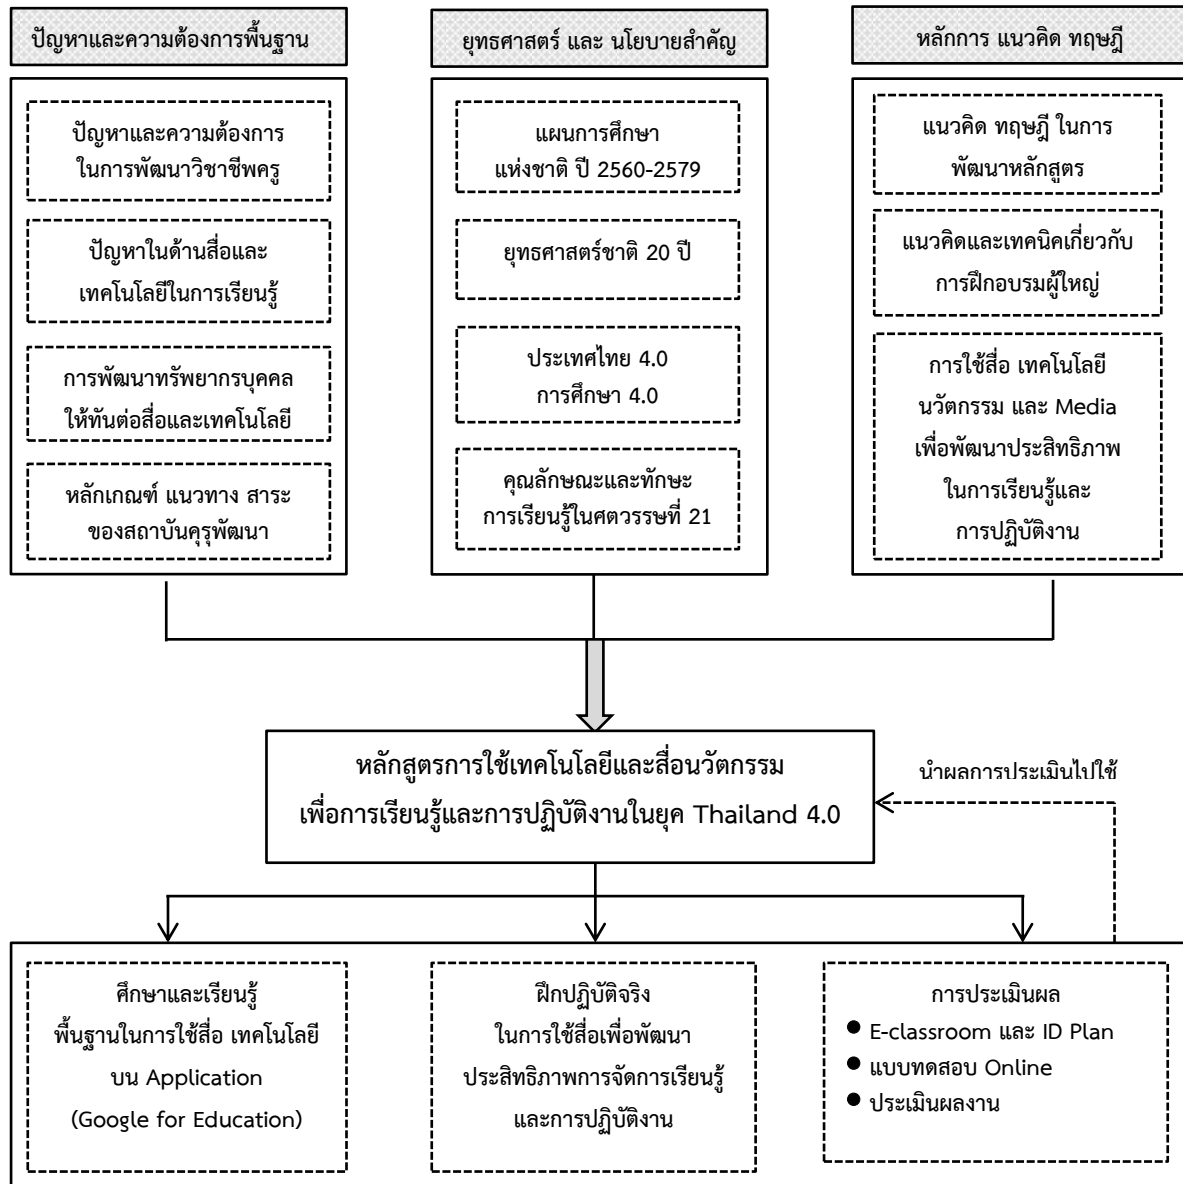 ปัญหาและความต้องการพื้นฐาน
ปัญหาและความต้องการ
ในการพัฒนาวิชาชีพครู
ปัญหาในด้านสื่อและ
เทคโนโลยีในการเรียนรู้
การพัฒนาทรัพยากรบุคคล
ให้ทันต่อสื่อและเทคโนโลยี
หลักเกณฑ์ แนวทาง สาระ
ของสถาบันคุรุพัฒนา
ยุทธศาสตร์ และ นโยบายสำคัญ
แผนการศึกษา
แห่งชาติ ปี 2560-2579
ยุทธศาสตร์ชาติ 20 ปี
ประเทศไทย 4.0
การศึกษา 4.0
คุณลักษณะและทักษะ
การเรียนรู้ในศตวรรษที่ 21
หลักการ แนวคิด ทฤษฎี
แนวคิด ทฤษฎี ในการ
พัฒนาหลักสูตร
แนวคิดและเทคนิคเกี่ยวกับ
การฝึกอบรมผู้ใหญ่
การใช้สื่อ เทคโนโลยี
นวัตกรรม และ Media
เพื่อพัฒนาประสิทธิภาพ
ในการเรียนรู้และ
การปฏิบัติงาน
หลักสูตรการใช้เทคโนโลยีและสื่อนวัตกรรม
เพื่อการเรียนรู้และการปฏิบัติงานในยุค Thailand 4.0
นำผลการประเมินไปใช้
ศึกษาและเรียนรู้
พื้นฐานในการใช้สื่อ เทคโนโลยี
บน Application
(Google for Education)
ฝึกปฏิบัติจริง
ในการใช้สื่อเพื่อพัฒนา
ประสิทธิภาพการจัดการเรียนรู้
และการปฏิบัติงาน
การประเมินผล
● E-classroom และ ID Plan
● แบบทดสอบ Online
● ประเมินผลงาน